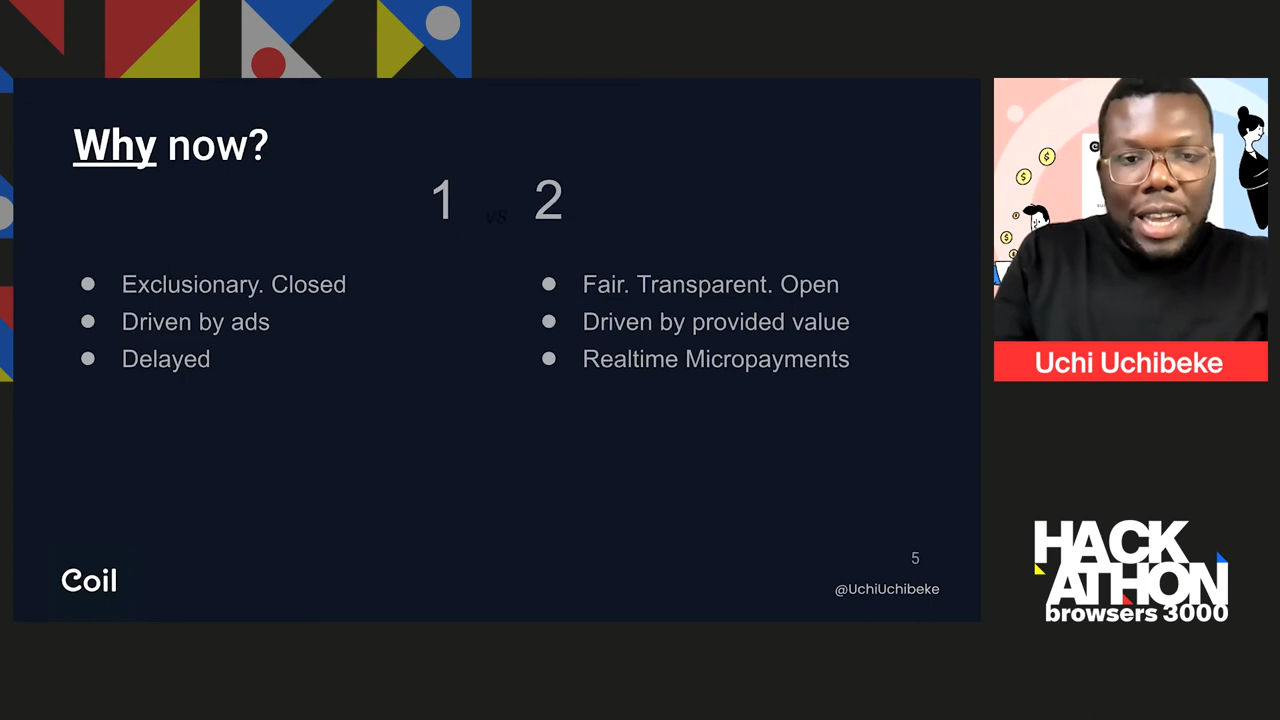 Why now?
1 vs 2
Exclusionary. Closed
Driven by ads
Delayed
Fair. Transparent. Open
Driven by provided value
Realtime Micropayments
Coil
5
@UchiUchibeke
Uchi Uchibeke
HACK
ATHON
browsers 3000